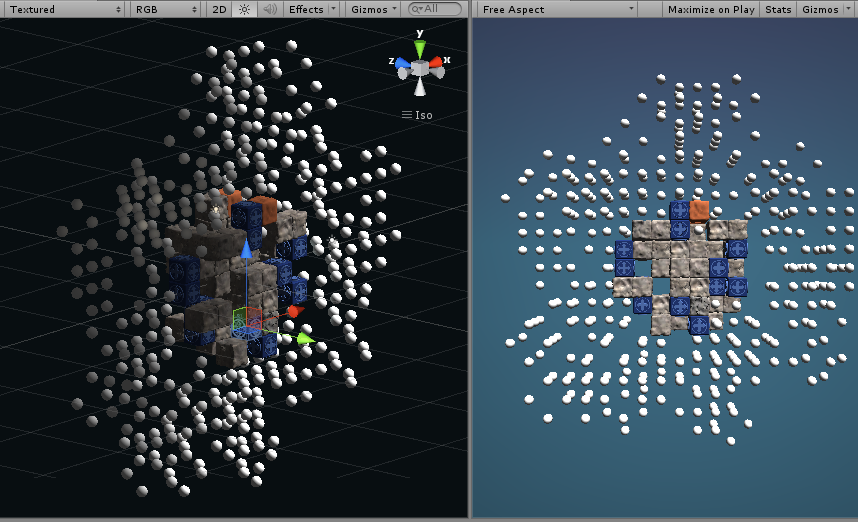 Textured RGB 2D Effects Gizmos All
Free Aspect Maximize on Play Stats Gizmos
y
z x
Iso